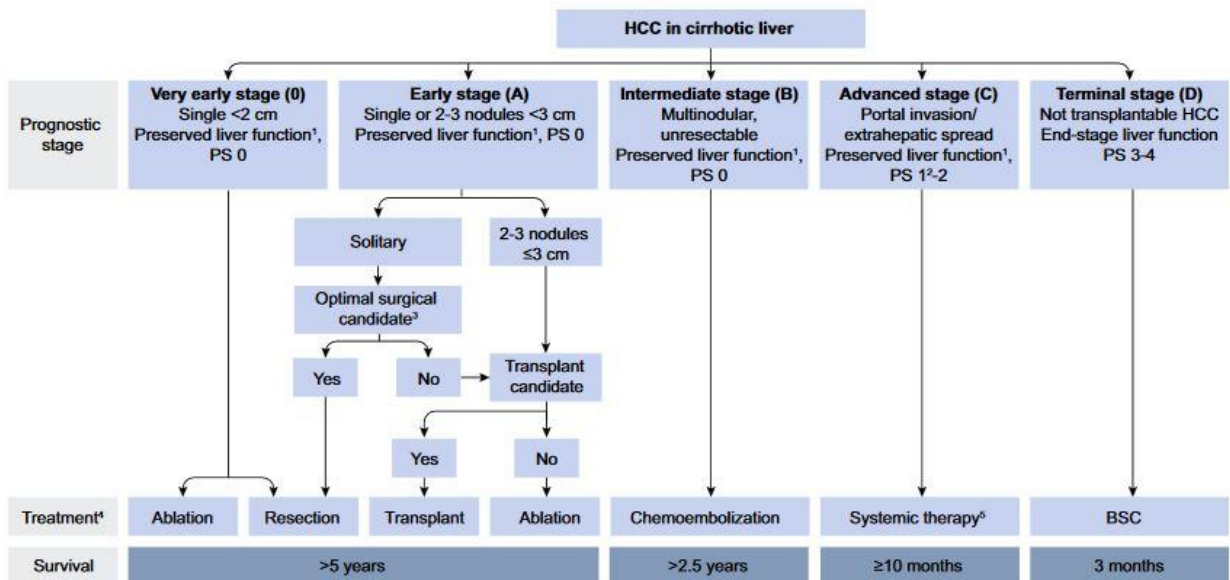 HCC in cirrhotic liver
Prognostic
stage
Very early stage (0)
Single <2 cm
Preserved liver function¹,
PS 0
Early stage (A)
Single or 2-3 nodules <3 cm
Preserved liver function¹, PS 0
Intermediate stage (B)
Multinodular,
unresectable
Preserved liver function¹,
PS 0
Advanced stage (C)
Portal invasion/
extrahepatic spread
Preserved liver function¹,
PS 1²-2
Terminal stage (D)
Not transplantable HCC
End-stage liver function
PS 3-4
Solitary
2-3 nodules
≤3 cm
Optimal surgical
candidate³
Yes
No
Transplant
candidate
Yes
No
Treatment⁴
Ablation
Resection
Transplant
Ablation
Chemoembolization
Systemic therapy⁵
BSC
Survival
>5 years
>2.5 years
≥10 months
3 months